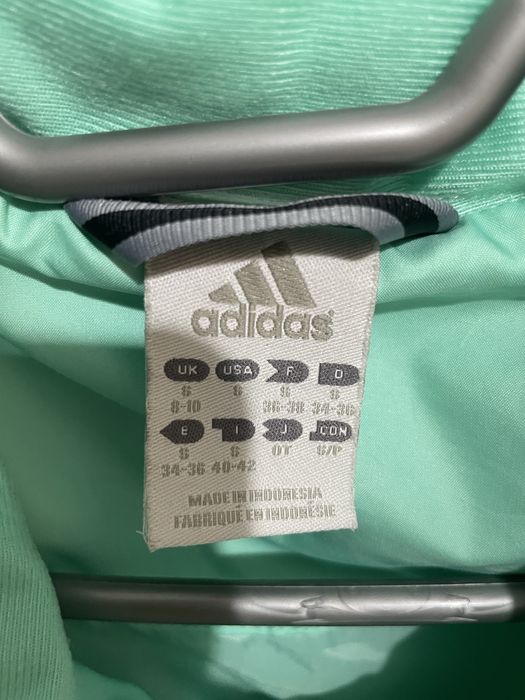 adidas
UK USA F D
S S S S
8-10 36-38 34-36
E I J CDN
S S OT S/P
34-36 40-42
MADE IN INDONESIA
FABRIQUE EN INDONESIE